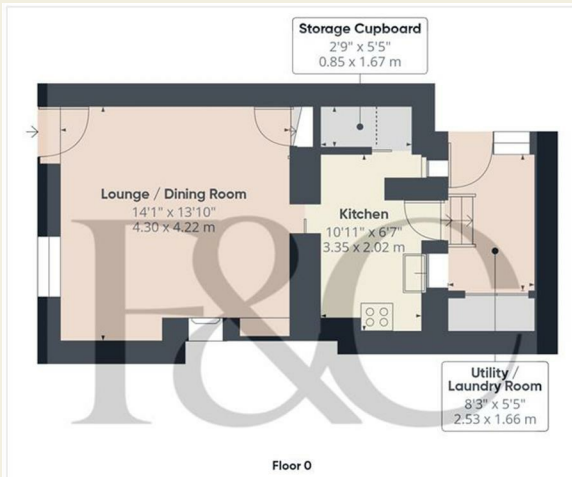 Storage Cupboard
2'9" x 5'5"
0.85 x 1.67 m
Lounge / Dining Room
14'1" x 13'10"
4.30 x 4.22 m
Kitchen
10'11" x 6'7"
3.35 x 2.02 m
F&C
Utility /
Laundry Room
8'3" x 5'5"
2.53 x 1.66 m
Floor 0